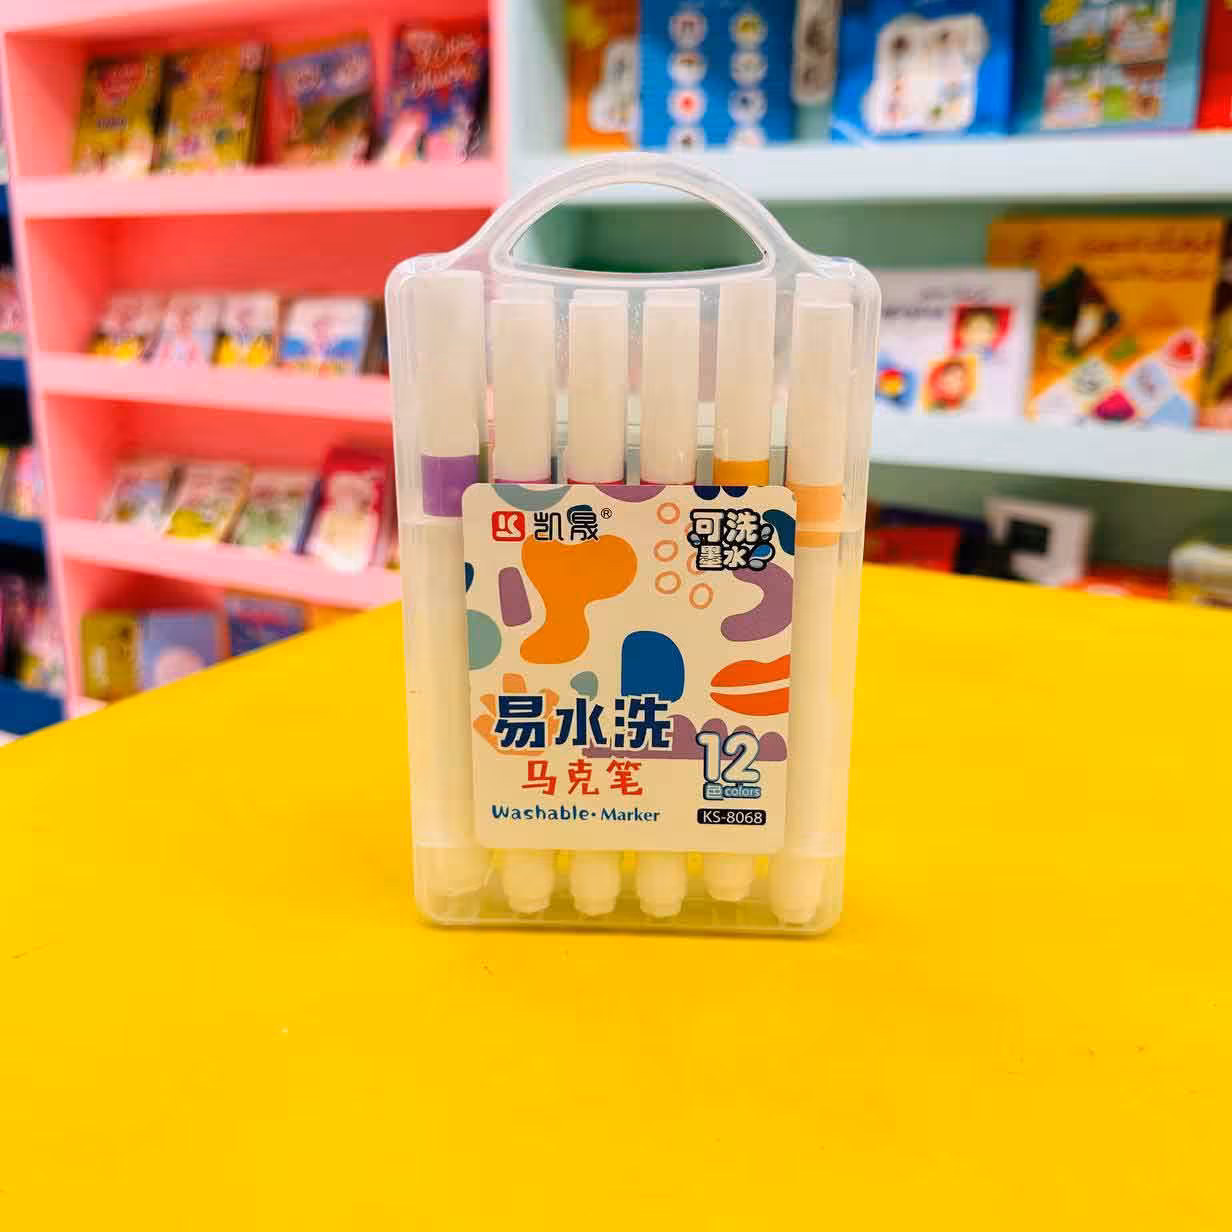 凯晟®
可洗
墨水
易水洗
马克笔
Washable·Marker
12
色 colors
KS-8068